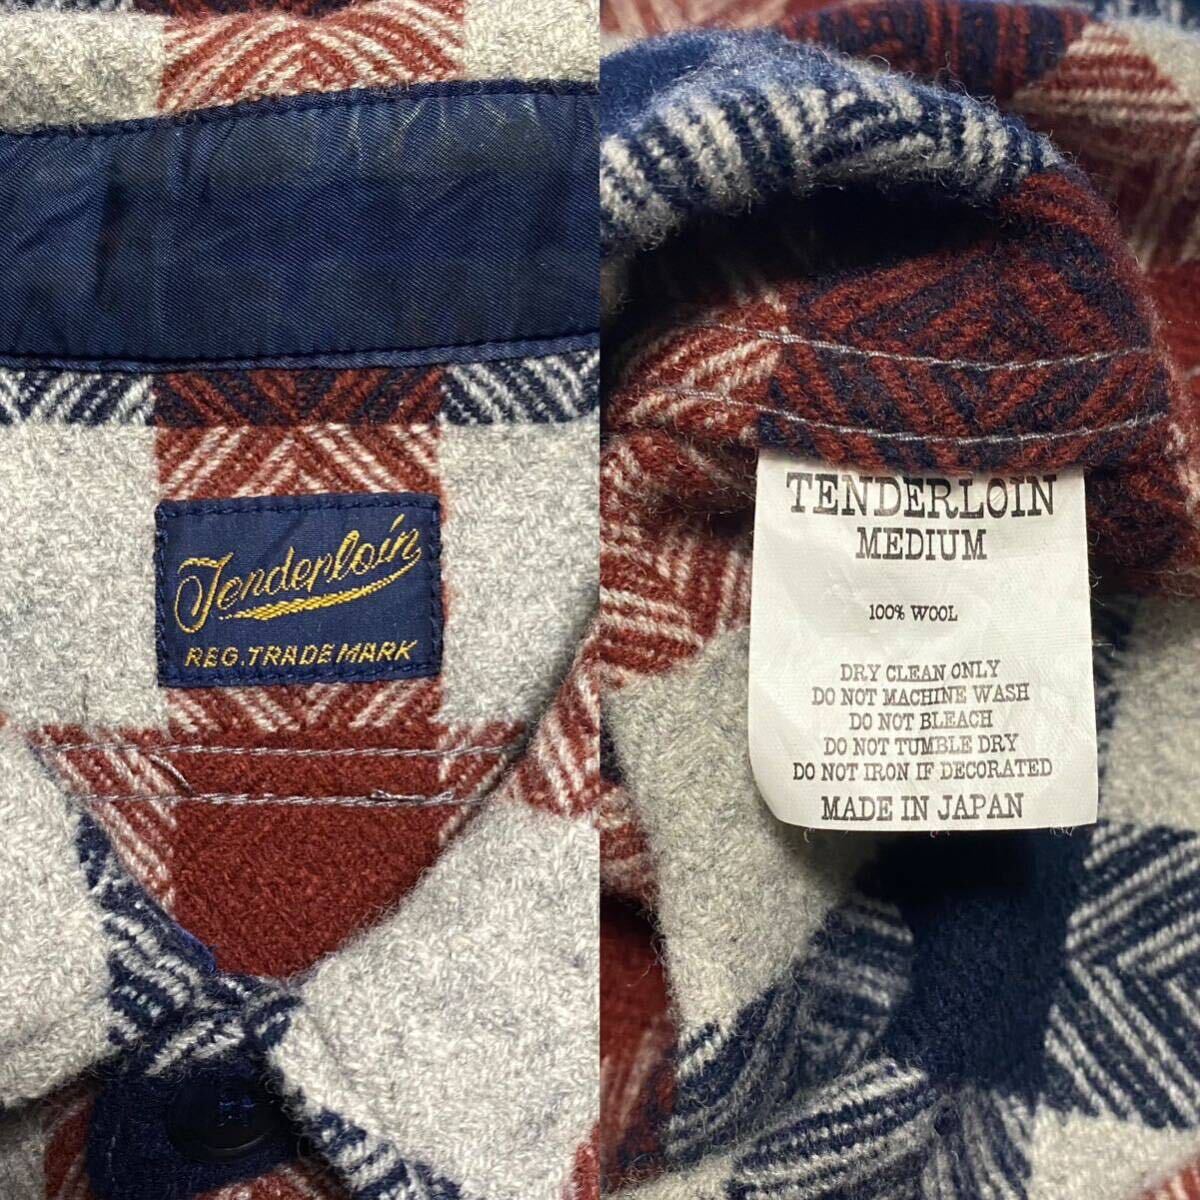 Tenderloin
REG. TRADE MARK
TENDERLOIN
MEDIUM
100% WOOL
DRY CLEAN ONLY
DO NOT MACHINE WASH
DO NOT BLEACH
DO NOT TUMBLE DRY
DO NOT IRON IF DECORATED
MADE IN JAPAN